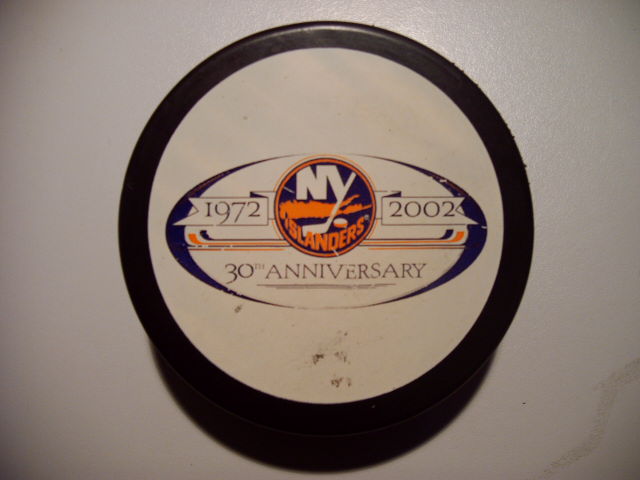 NY
ISLANDERS
1972 2002
30TH ANNIVERSARY